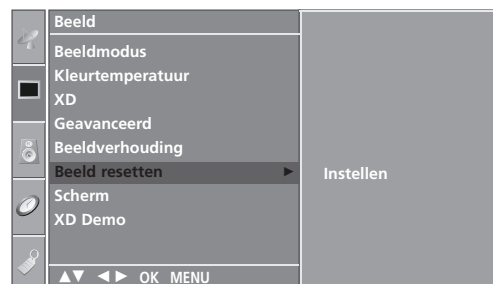 Beeld
Beeldmodus
Kleurtemperatuur
XD
Geavanceerd
Beeldverhouding
Beeld resetten ►
Instellen
Scherm
XD Demo
▲▼ ◄► OK MENU